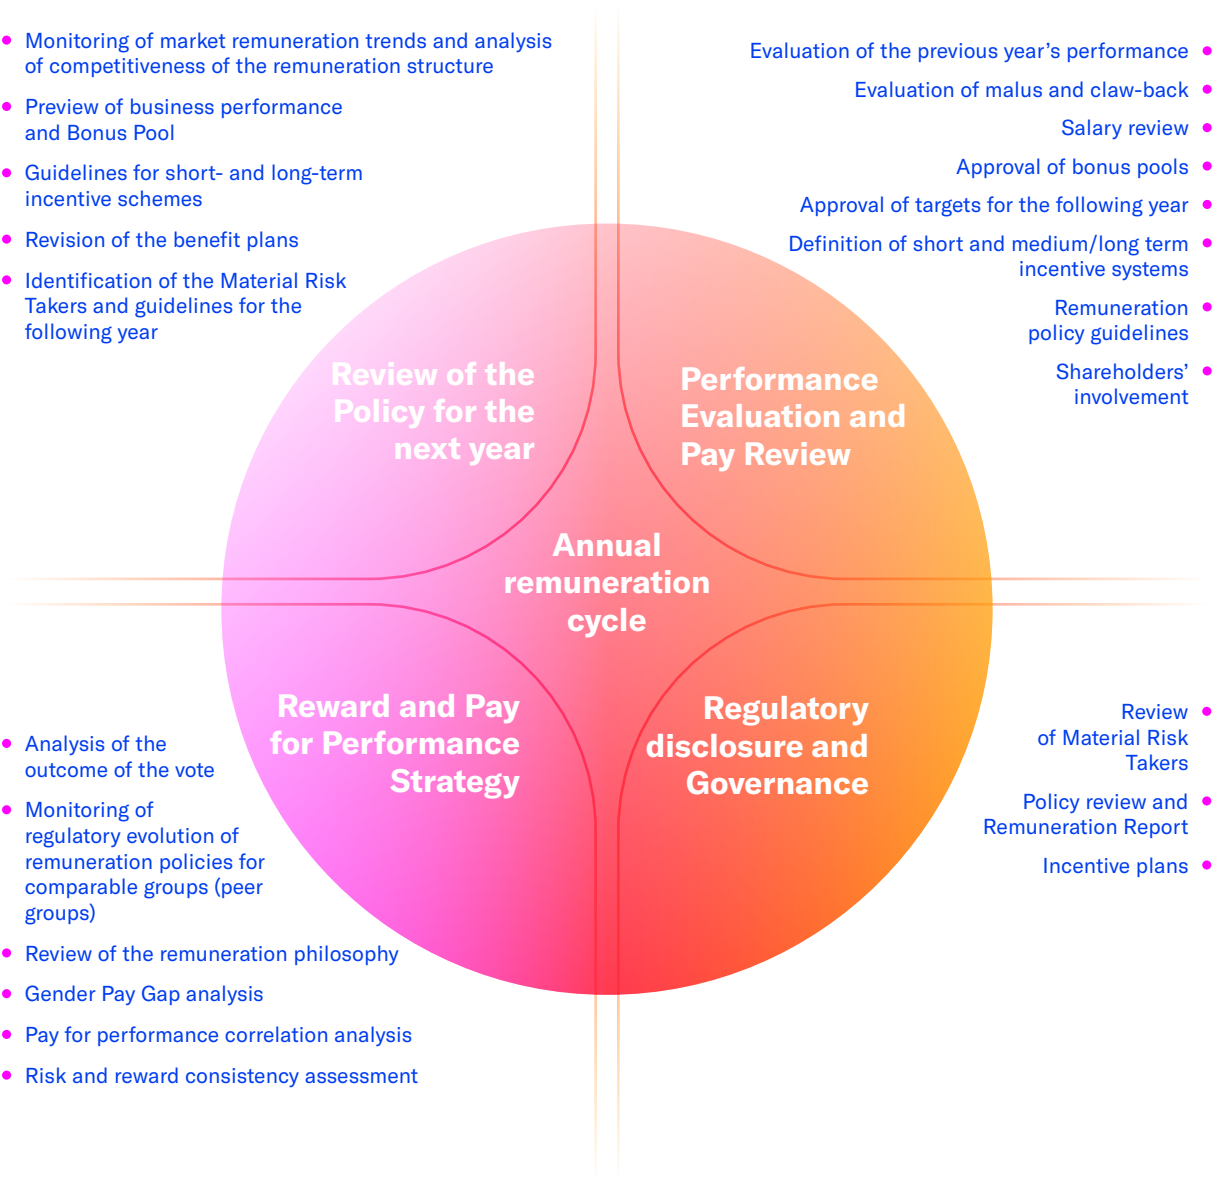 Monitoring of market remuneration trends and analysis
of competitiveness of the remuneration structure
Preview of business performance
and Bonus Pool
Guidelines for short- and long-term
incentive schemes
Revision of the benefit plans
Identification of the Material Risk
Takers and guidelines for the
following year
Review of the
Policy for the
next year
Evaluation of the previous year’s performance
Evaluation of malus and claw-back
Salary review
Approval of bonus pools
Approval of targets for the following year
Definition of short and medium/long term
incentive systems
Remuneration
policy guidelines
Shareholders’
involvement
Performance
Evaluation and
Pay Review
Annual
remuneration
cycle
Reward and Pay
for Performance
Strategy
Analysis of the
outcome of the vote
Monitoring of
regulatory evolution of
remuneration policies for
comparable groups (peer
groups)
Review of the remuneration philosophy
Gender Pay Gap analysis
Pay for performance correlation analysis
Risk and reward consistency assessment
Regulatory
disclosure and
Governance
Review
of Material Risk
Takers
Policy review and
Remuneration Report
Incentive plans